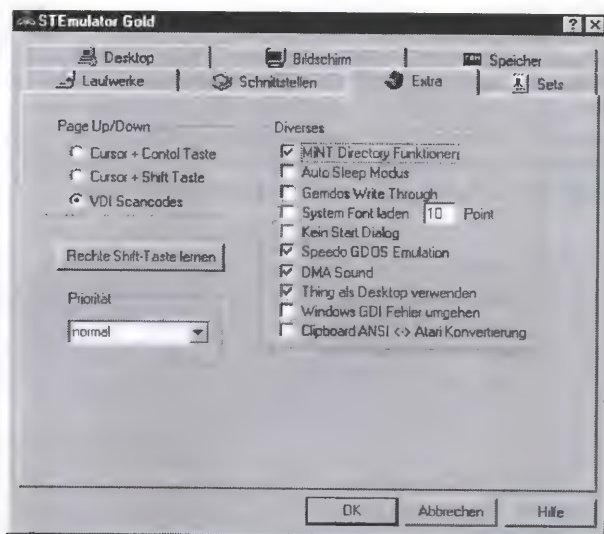 STEmulator Gold
Desktop
Bildschirm
Speicher
Laufwerke
Schnittstellen
Extra
Sets
Page Up/Down
Cursor + Contol Taste
Cursor + Shift Taste
VDI Scancodes
Rechte Shift-Taste lernen
Priorität
normal
Diverses
MiNT Directory Funktionen
Auto Sleep Modus
Gemdos Write Through
System Font laden 10 Point
Kein Start Dialog
Speedo GDOS Emulation
DMA Sound
Thing als Desktop verwenden
Windows GDI Fehler umgehen
Clipboard ANSI <-> Atari Konvertierung
OK
Abbrechen
Hilfe